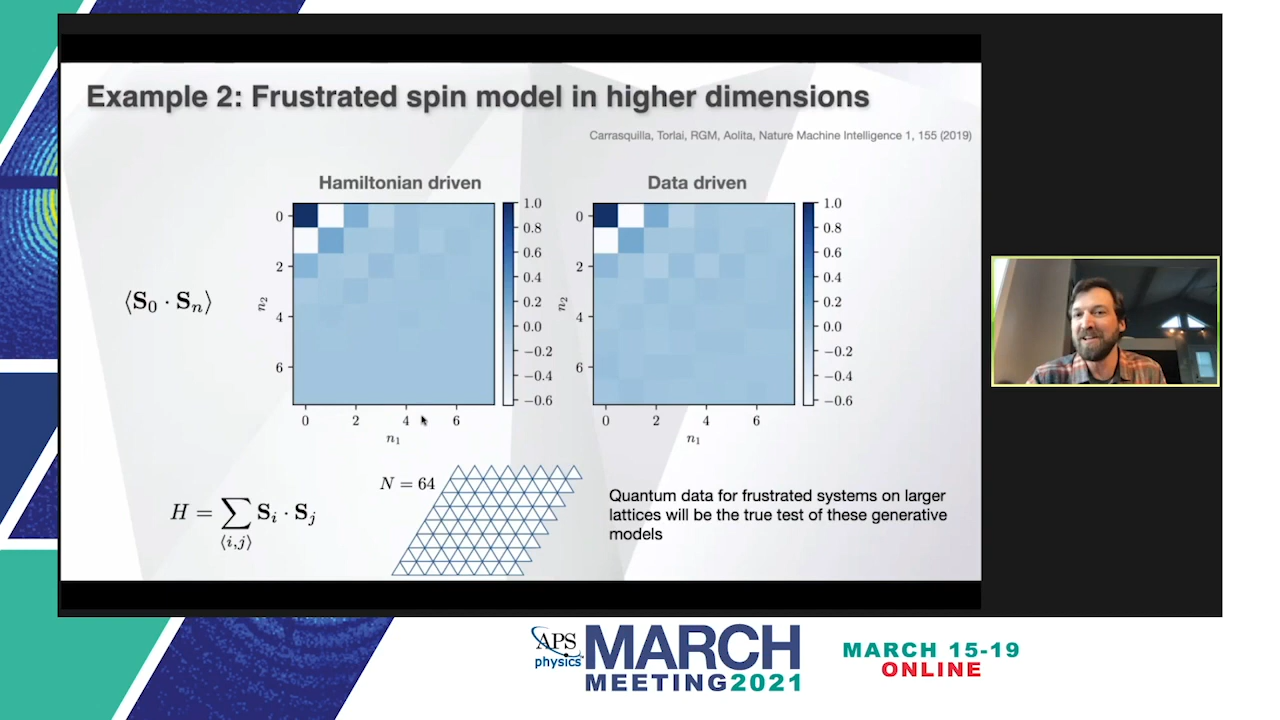 Example 2: Frustrated spin model in higher dimensions
Carrasquilla, Torlai, RGM, Aolita, Nature Machine Intelligence 1, 155 (2019)
Hamiltonian driven
Data driven
0
2
4
6
n₂
0
2
4
6
n₁
1.0
0.8
0.6
0.4
0.2
0.0
−0.2
−0.4
−0.6
0
2
4
6
n₂
0
2
4
6
n₁
1.0
0.8
0.6
0.4
0.2
0.0
−0.2
−0.4
−0.6
⟨S₀ · Sₙ⟩
N = 64
H = ∑ Sᵢ · Sⱼ
⟨i,j⟩
Quantum data for frustrated systems on larger
lattices will be the true test of these generative
models
APS
physics
MARCH
MEETING2021
MARCH 15-19
ONLINE